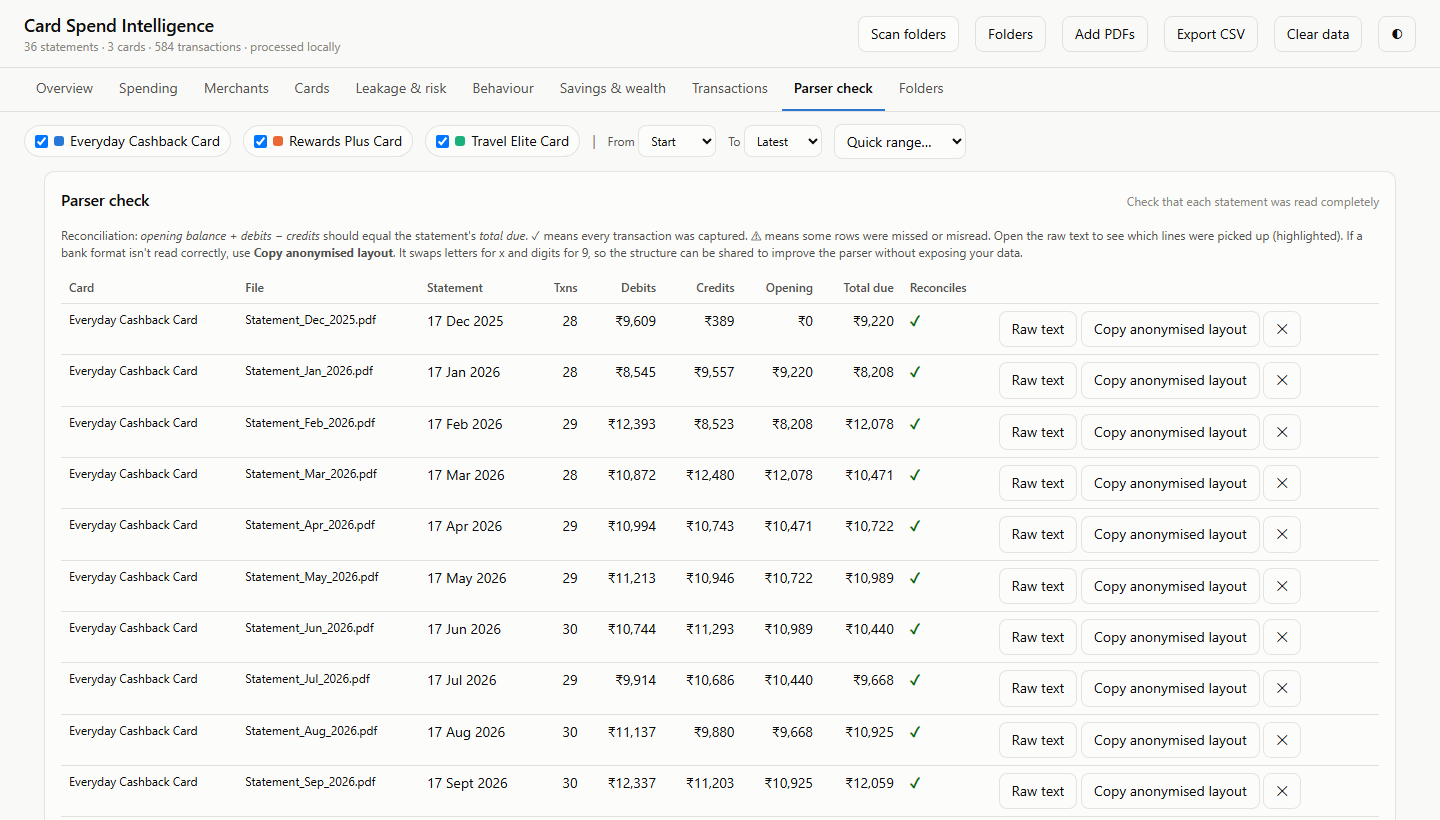 Card Spend Intelligence
36 statements · 3 cards · 584 transactions · processed locally
Scan folders Folders Add PDFs Export CSV Clear data
Overview Spending Merchants Cards Leakage & risk Behaviour Savings & wealth Transactions Parser check Folders
Everyday Cashback Card Rewards Plus Card Travel Elite Card | From Start To Latest Quick range...
Parser check Check that each statement was read completely
Reconciliation: opening balance + debits − credits should equal the statement's total due. ✓ means every transaction was captured. ⚠ means some rows were missed or misread. Open the raw text to see which lines were picked up (highlighted). If a
bank format isn't read correctly, use Copy anonymised layout. It swaps letters for x and digits for 9, so the structure can be shared to improve the parser without exposing your data.
Card File Statement Txns Debits Credits Opening Total due Reconciles
Everyday Cashback Card Statement_Dec_2025.pdf 17 Dec 2025 28 ₹9,609 ₹389 ₹0 ₹9,220 ✓ Raw text Copy anonymised layout ✕
Everyday Cashback Card Statement_Jan_2026.pdf 17 Jan 2026 28 ₹8,545 ₹9,557 ₹9,220 ₹8,208 ✓ Raw text Copy anonymised layout ✕
Everyday Cashback Card Statement_Feb_2026.pdf 17 Feb 2026 29 ₹12,393 ₹8,523 ₹8,208 ₹12,078 ✓ Raw text Copy anonymised layout ✕
Everyday Cashback Card Statement_Mar_2026.pdf 17 Mar 2026 28 ₹10,872 ₹12,480 ₹12,078 ₹10,471 ✓ Raw text Copy anonymised layout ✕
Everyday Cashback Card Statement_Apr_2026.pdf 17 Apr 2026 29 ₹10,994 ₹10,743 ₹10,471 ₹10,722 ✓ Raw text Copy anonymised layout ✕
Everyday Cashback Card Statement_May_2026.pdf 17 May 2026 29 ₹11,213 ₹10,946 ₹10,722 ₹10,989 ✓ Raw text Copy anonymised layout ✕
Everyday Cashback Card Statement_Jun_2026.pdf 17 Jun 2026 30 ₹10,744 ₹11,293 ₹10,989 ₹10,440 ✓ Raw text Copy anonymised layout ✕
Everyday Cashback Card Statement_Jul_2026.pdf 17 Jul 2026 29 ₹9,914 ₹10,686 ₹10,440 ₹9,668 ✓ Raw text Copy anonymised layout ✕
Everyday Cashback Card Statement_Aug_2026.pdf 17 Aug 2026 30 ₹11,137 ₹9,880 ₹9,668 ₹10,925 ✓ Raw text Copy anonymised layout ✕
Everyday Cashback Card Statement_Sep_2026.pdf 17 Sept 2026 30 ₹12,337 ₹11,203 ₹10,925 ₹12,059 ✓ Raw text Copy anonymised layout ✕